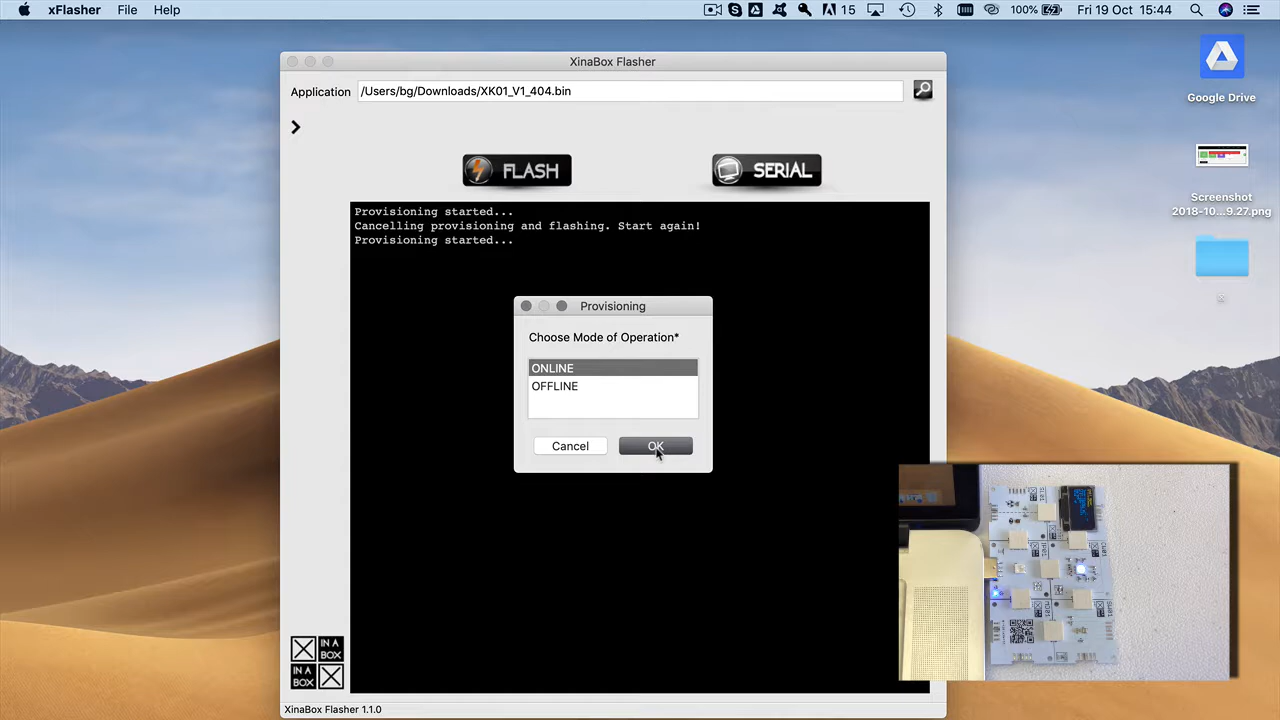 xFlasher File Help 15 100% Fri 19 Oct 15:44
XinaBox Flasher
Application /Users/bg/Downloads/XK01_V1_404.bin
FLASH SERIAL
Provisioning started...
Cancelling provisioning and flashing. Start again!
Provisioning started...
Provisioning
Choose Mode of Operation*
ONLINE
OFFLINE
Cancel OK
Google Drive
Screenshot
2018-10...9.27.png
IN A
BOX
IN A
BOX
XinaBox Flasher 1.1.0